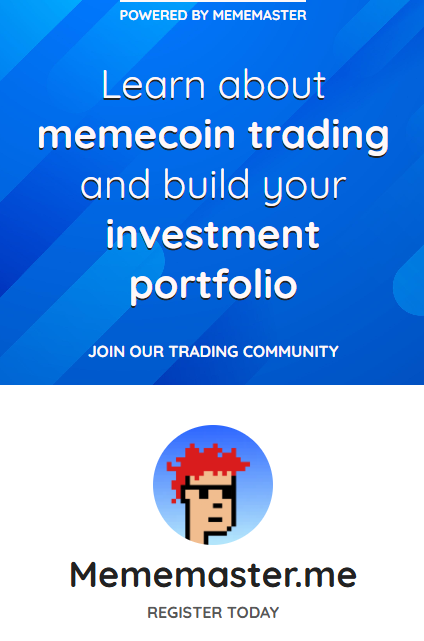 POWERED BY MEMEMASTER
Learn about
memecoin trading
and build your
investment
portfolio
JOIN OUR TRADING COMMUNITY
Mememaster.me
REGISTER TODAY